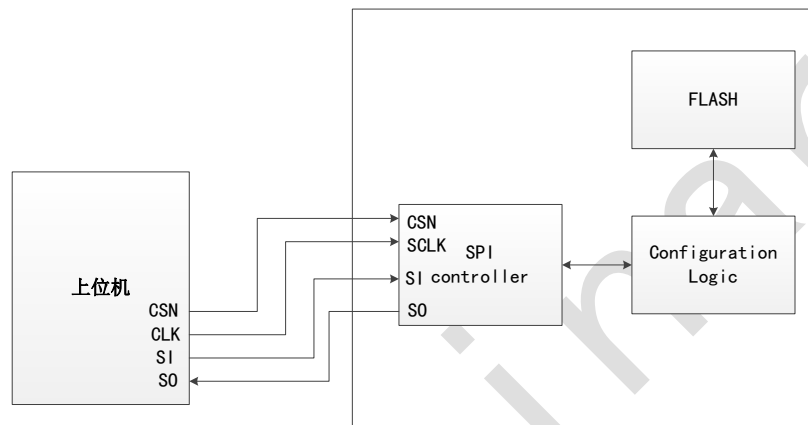 FLASH
CSN
SCLK
SPI
SI controller
SO
Configuration
Logic
上位机
CSN
CLK
SI
SO